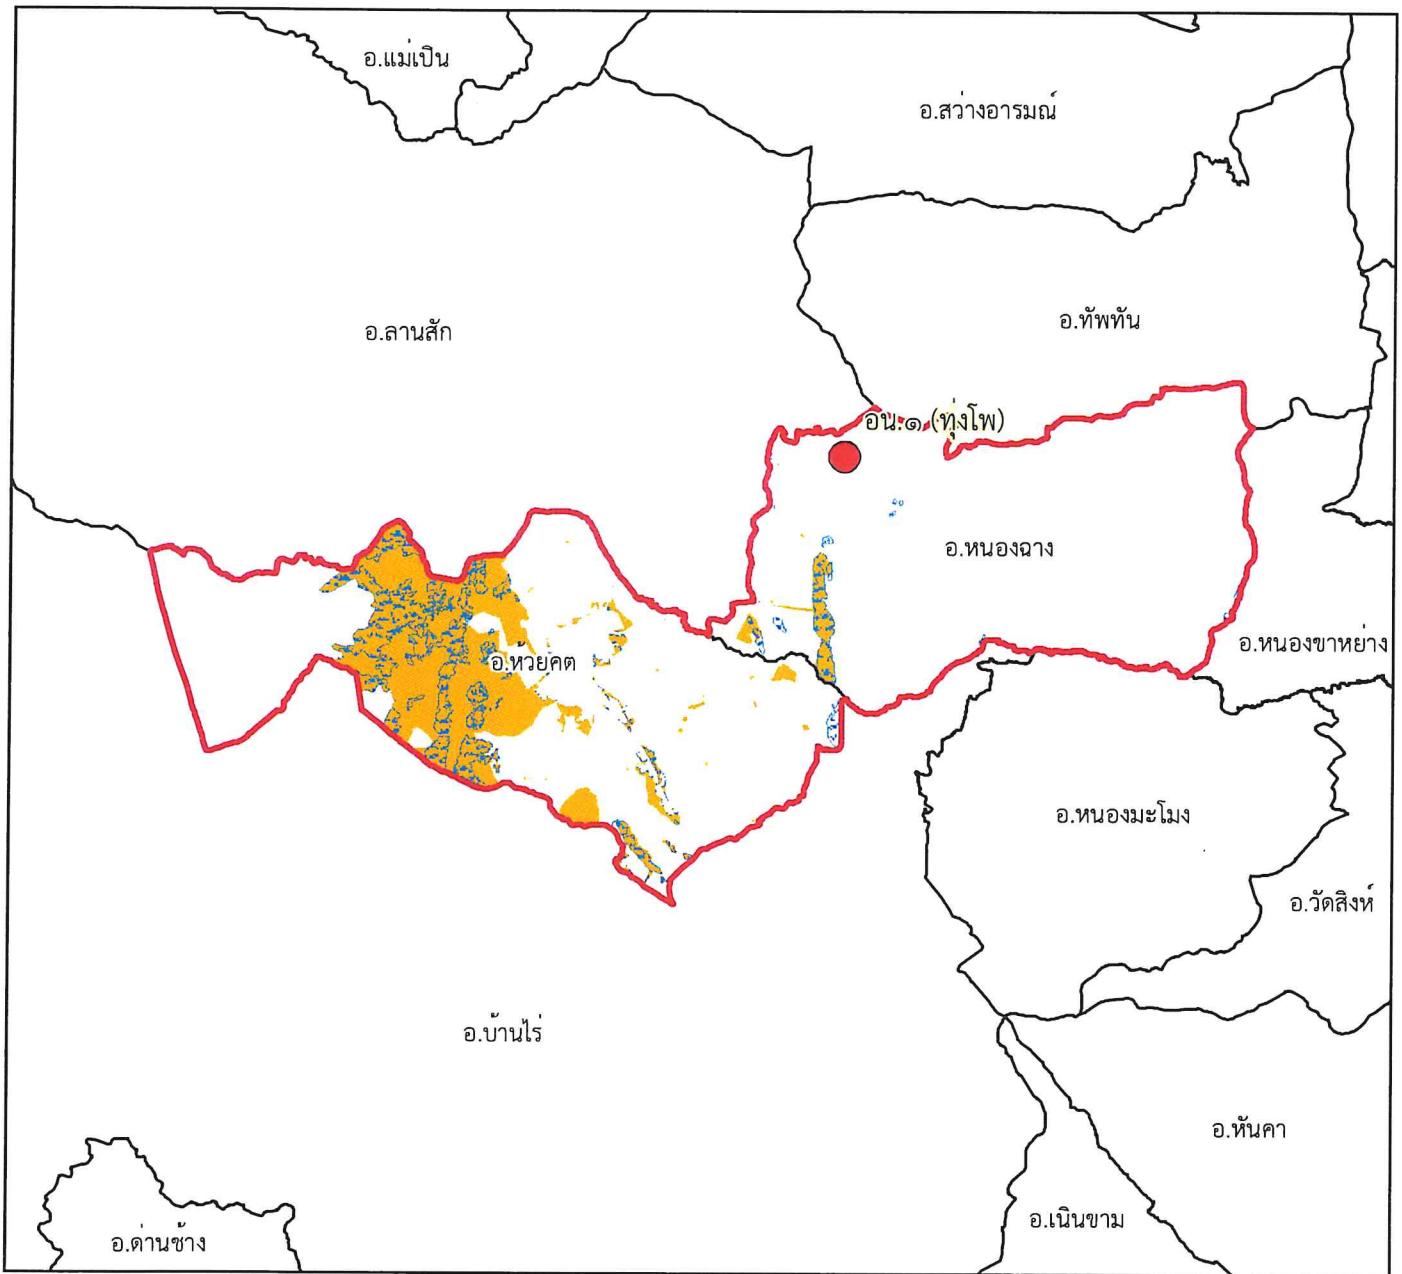 อ.แม่เปิน
อ.สว่างอารมณ์
อ.ลานสัก
อ.ทัพทัน
อน.๑ (ทุ่งโพ)
อ.หนองฉาง
อ.หนองขาหย่าง
อ.ห้วยคต
อ.หนองมะโมง
อ.วัดสิงห์
อ.บ้านไร่
อ.หันคา
อ.เนินขาม
อ.ด่านช้าง